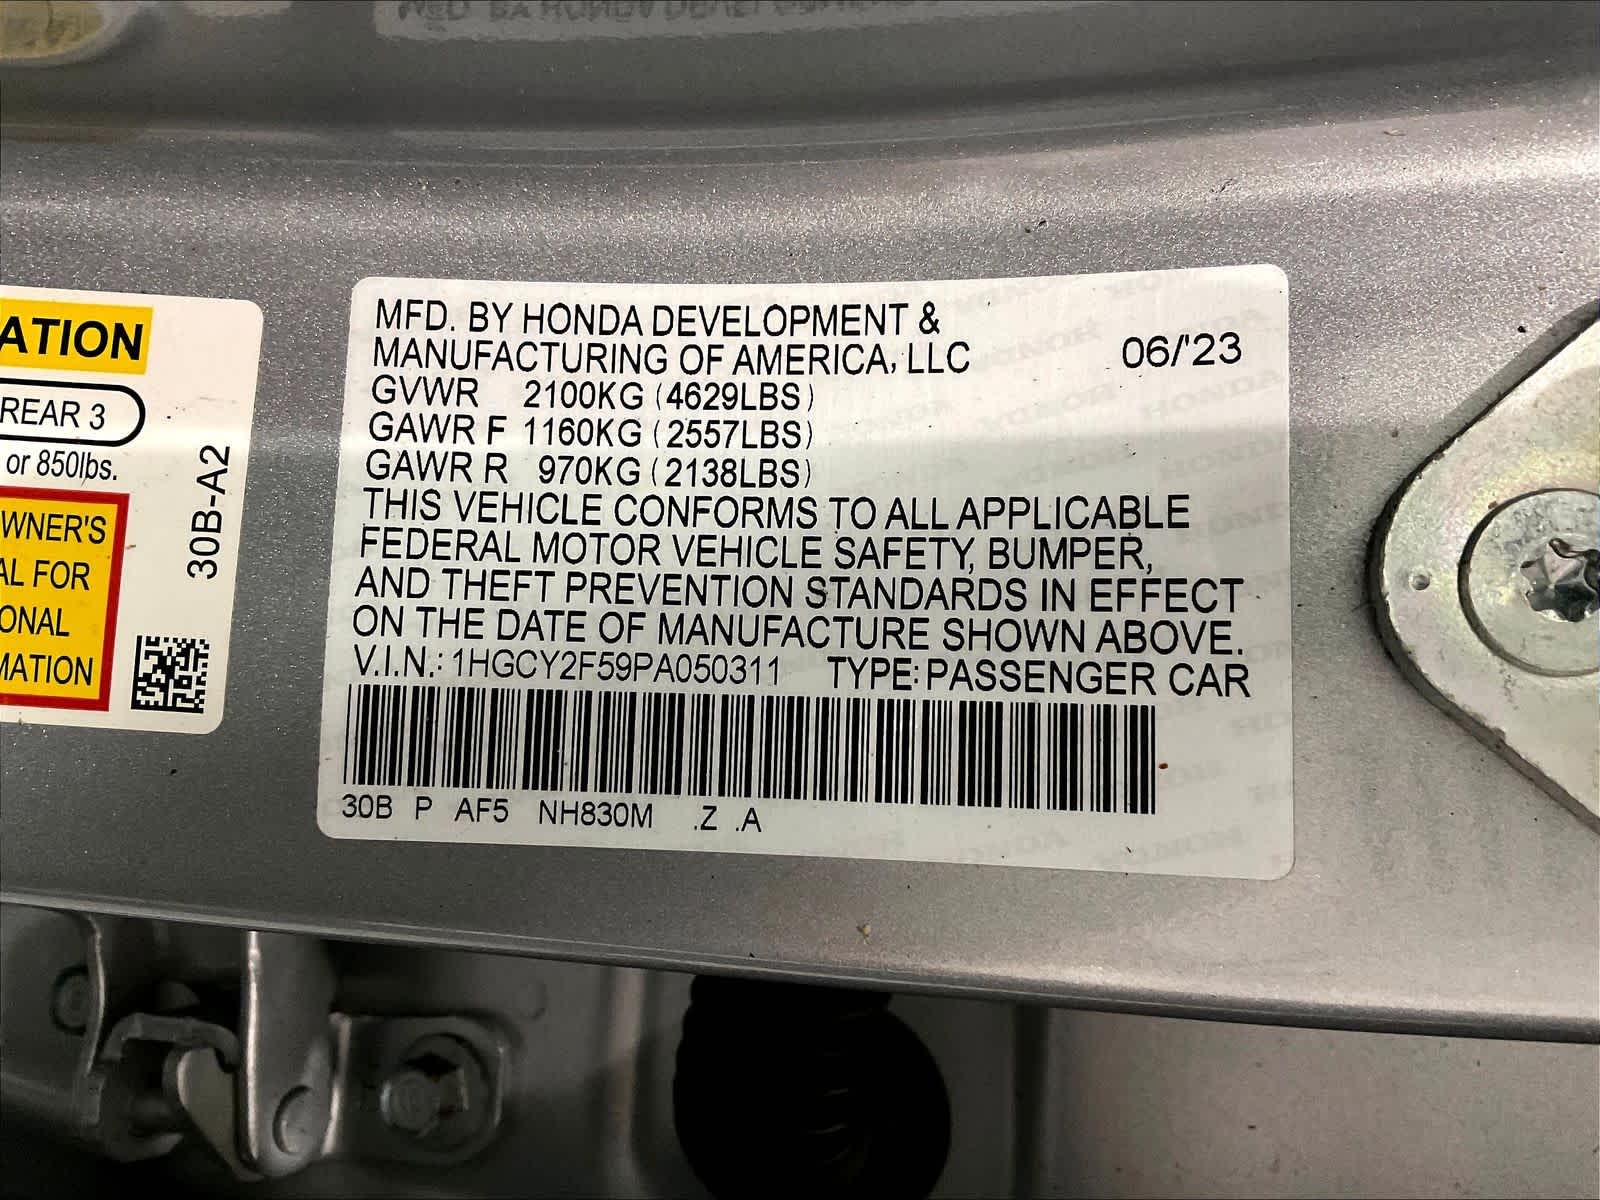 ATION
REAR 3
or 850lbs.
WNER'S
AL FOR
ONAL
MATION
30B-A2
MFD. BY HONDA DEVELOPMENT &
MANUFACTURING OF AMERICA, LLC 06/'23
GVWR 2100KG (4629LBS)
GAWR F 1160KG (2557LBS)
GAWR R 970KG (2138LBS)
THIS VEHICLE CONFORMS TO ALL APPLICABLE
FEDERAL MOTOR VEHICLE SAFETY, BUMPER,
AND THEFT PREVENTION STANDARDS IN EFFECT
ON THE DATE OF MANUFACTURE SHOWN ABOVE.
V.I.N.: 1HGCY2F59PA050311 TYPE: PASSENGER CAR
30B P AF5 NH830M .Z .A